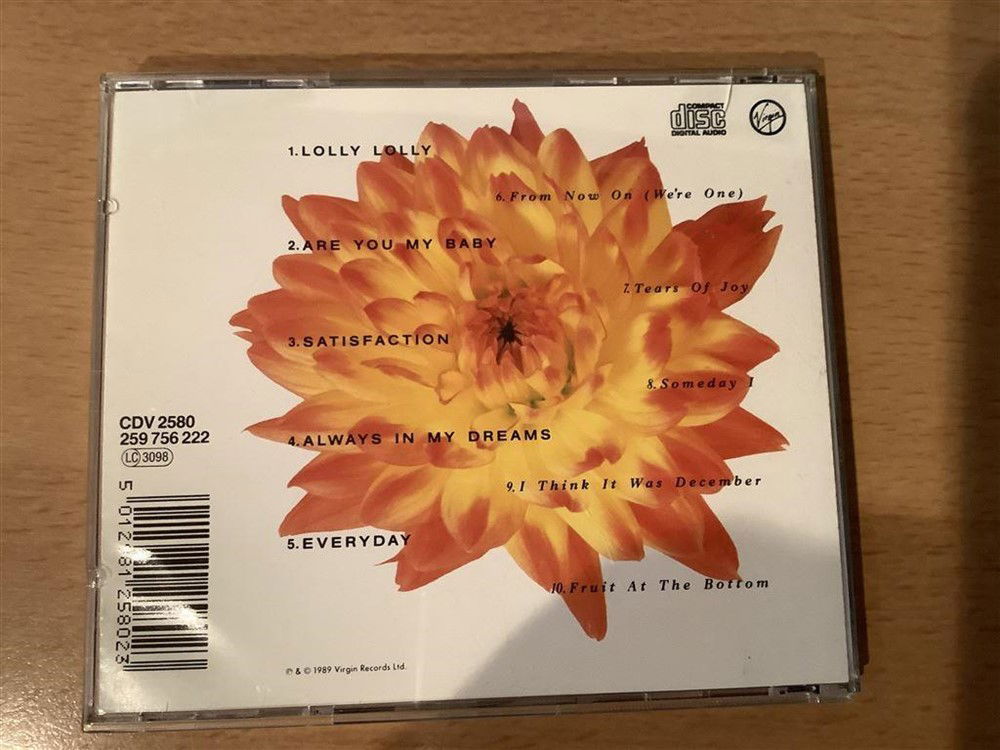 COMPACT
disc
DIGITAL AUDIO
Virgin
1. LOLLY LOLLY
6. From Now On (We're One)
2. ARE YOU MY BABY
7. Tears Of Joy
3. SATISFACTION
8. Someday I
4. ALWAYS IN MY DREAMS
9. I Think It Was December
5. EVERYDAY
10. Fruit At The Bottom
CDV 2580
259 756 222
LC 3098
5 012981 258023
℗ & © 1989 Virgin Records Ltd.